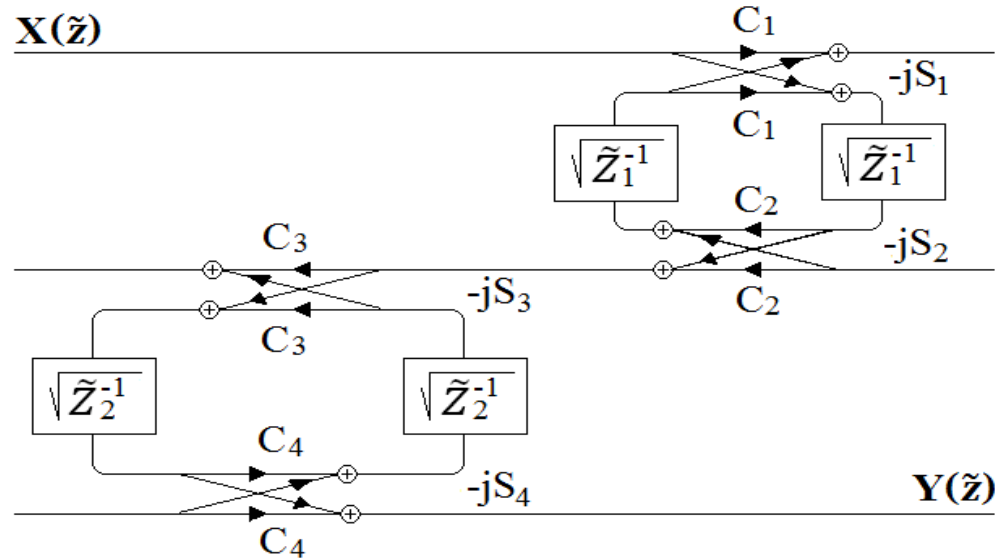 X(z̃)
C₁
-jS₁
C₁
√z̃₁⁻¹
√z̃₁⁻¹
C₂
-jS₂
C₂
C₃
-jS₃
C₃
√z̃₂⁻¹
√z̃₂⁻¹
C₄
-jS₄
Y(z̃)
C₄